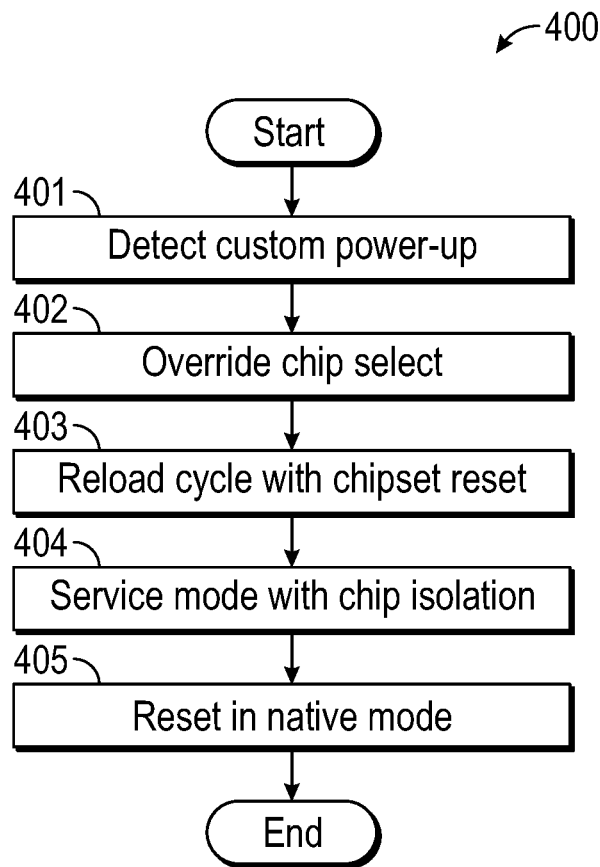 400
Start
401
Detect custom power-up
402
Override chip select
403
Reload cycle with chipset reset
404
Service mode with chip isolation
405
Reset in native mode
End